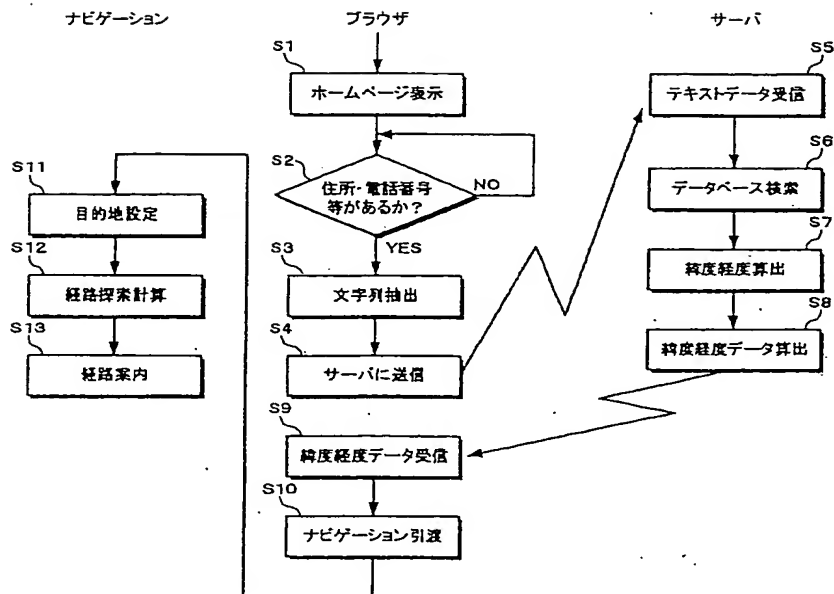 ナビゲーション
ブラウザ
サーバ
S1
ホームページ表示
S2
住所・電話番号
等があるか？
NO
YES
S3
文字列抽出
S4
サーバに送信
S5
テキストデータ受信
S6
データベース検索
S7
緯度経度算出
S8
緯度経度データ算出
S9
緯度経度データ受信
S10
ナビゲーション引渡
S11
目的地設定
S12
経路探索計算
S13
経路案内